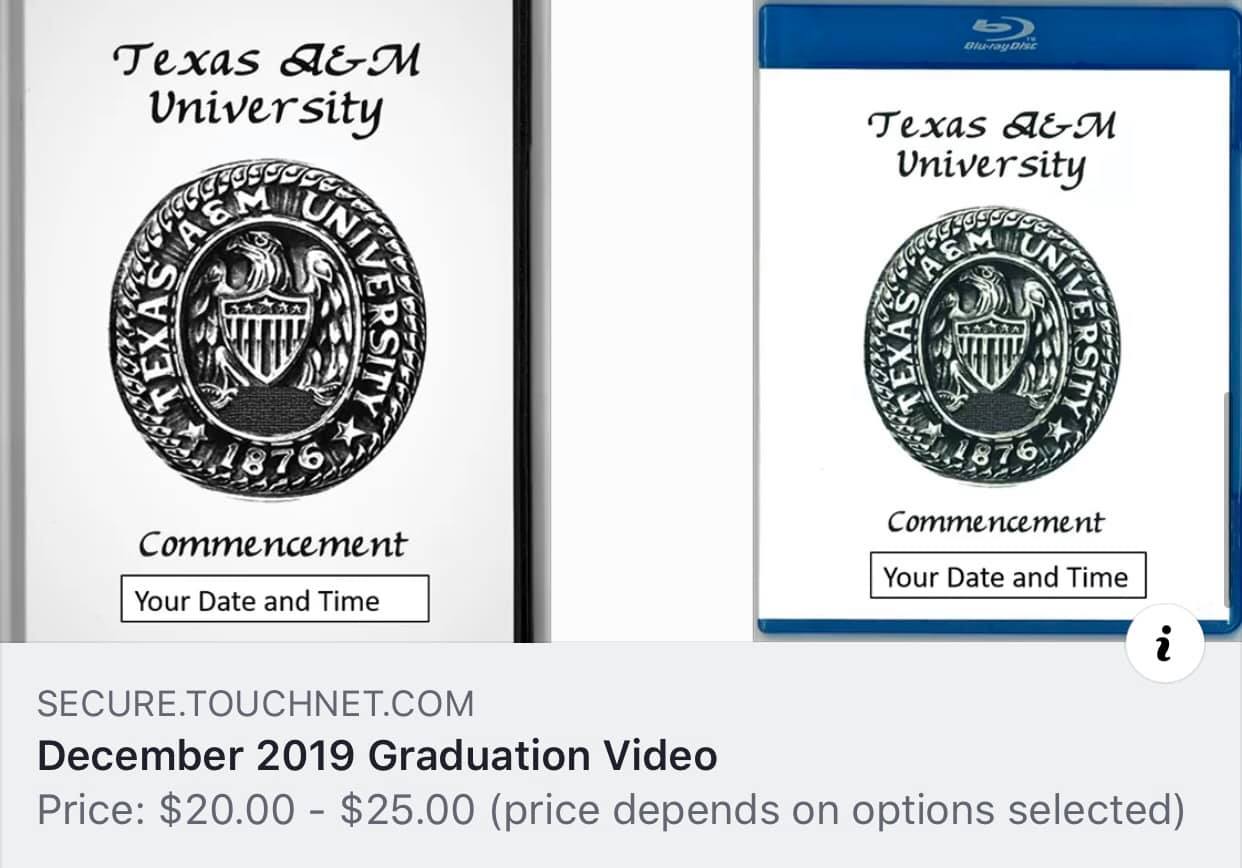 Texas A&M
University
TEXAS A&M UNIVERSITY
1876
Commencement
Your Date and Time
Blu-ray Disc
Texas A&M
University
TEXAS A&M UNIVERSITY
1876
Commencement
Your Date and Time
i
SECURE.TOUCHNET.COM
December 2019 Graduation Video
Price: $20.00 - $25.00 (price depends on options selected)